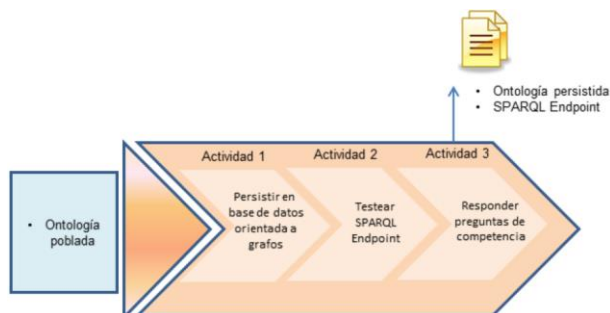 • Ontología persistida
• SPARQL Endpoint
Actividad 1
Actividad 2
Actividad 3
• Ontología
poblada
Persistir en
base de datos
orientada a
grafos
Testear
SPARQL
Endpoint
Responder
preguntas de
competencia